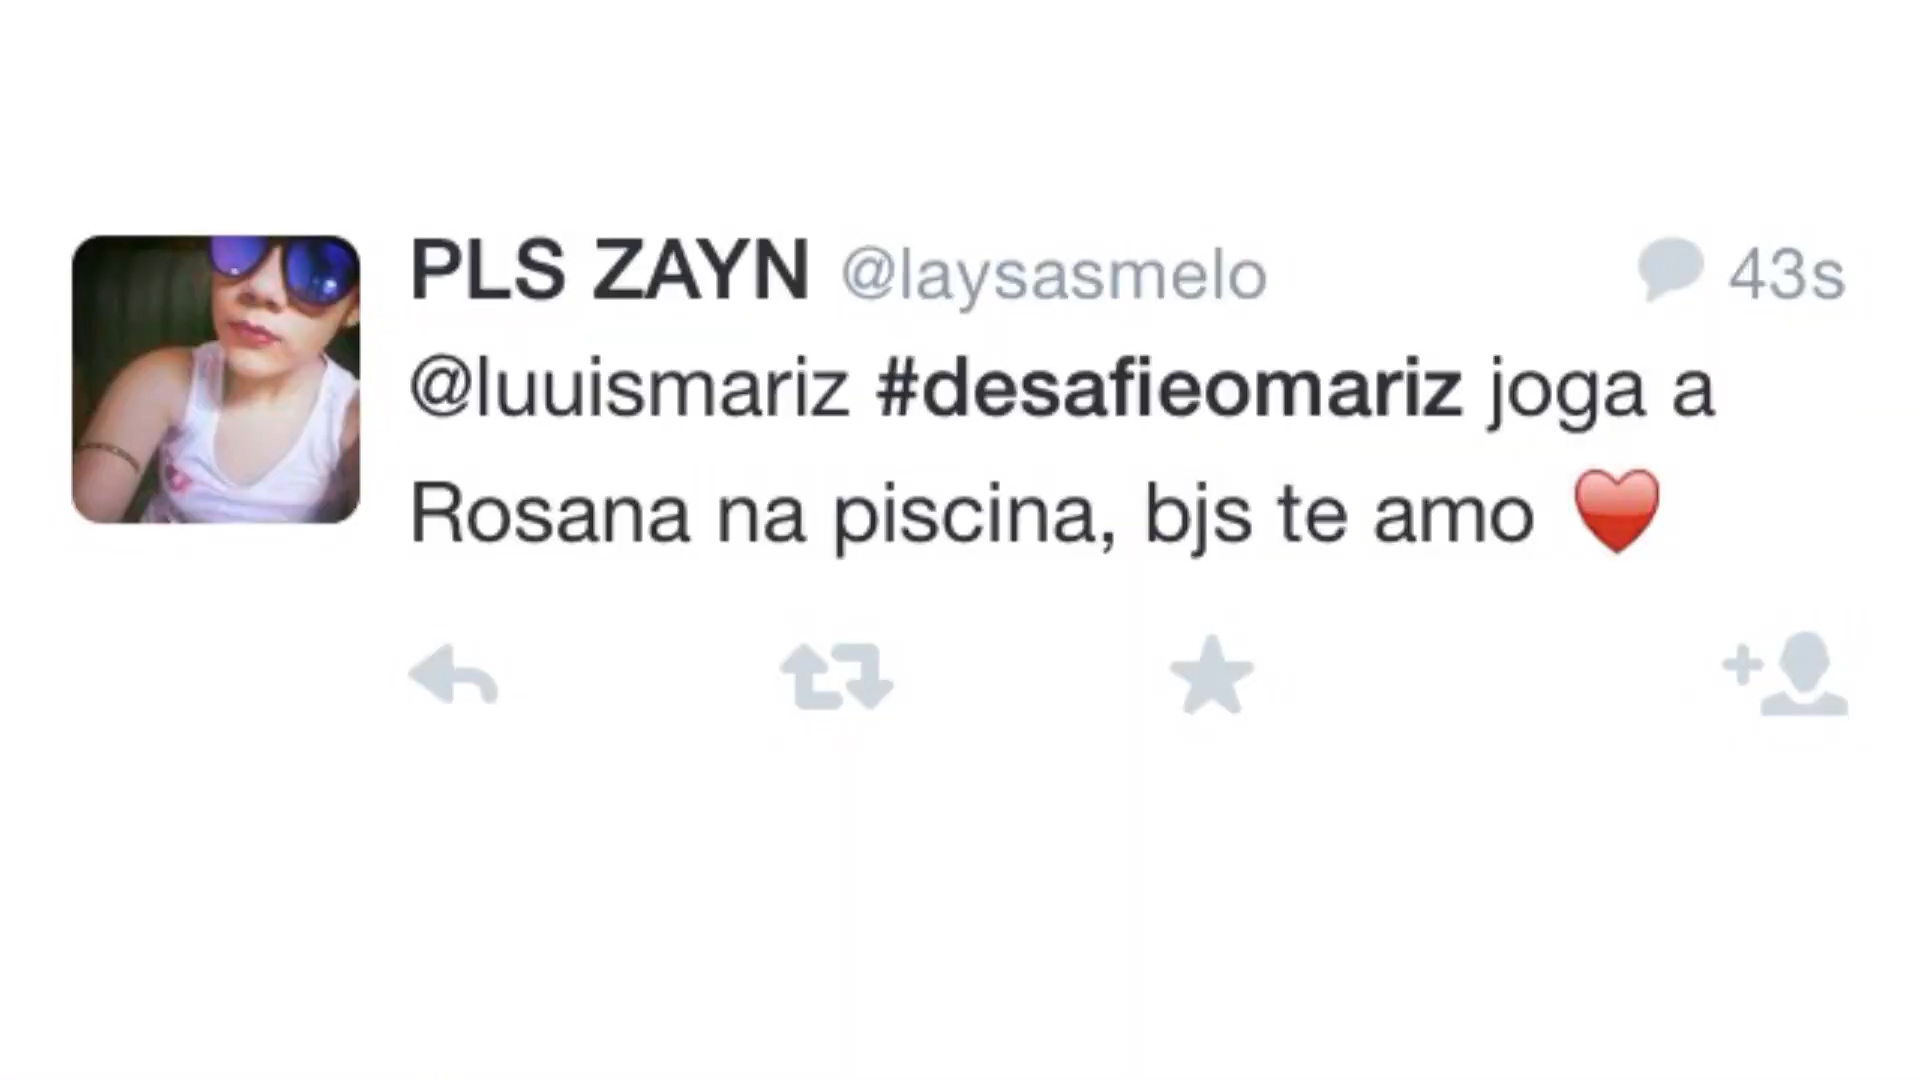 PLS ZAYN @laysasmelo 43s
@luuismariz #desafieomariz joga a
Rosana na piscina, bjs te amo ❤️